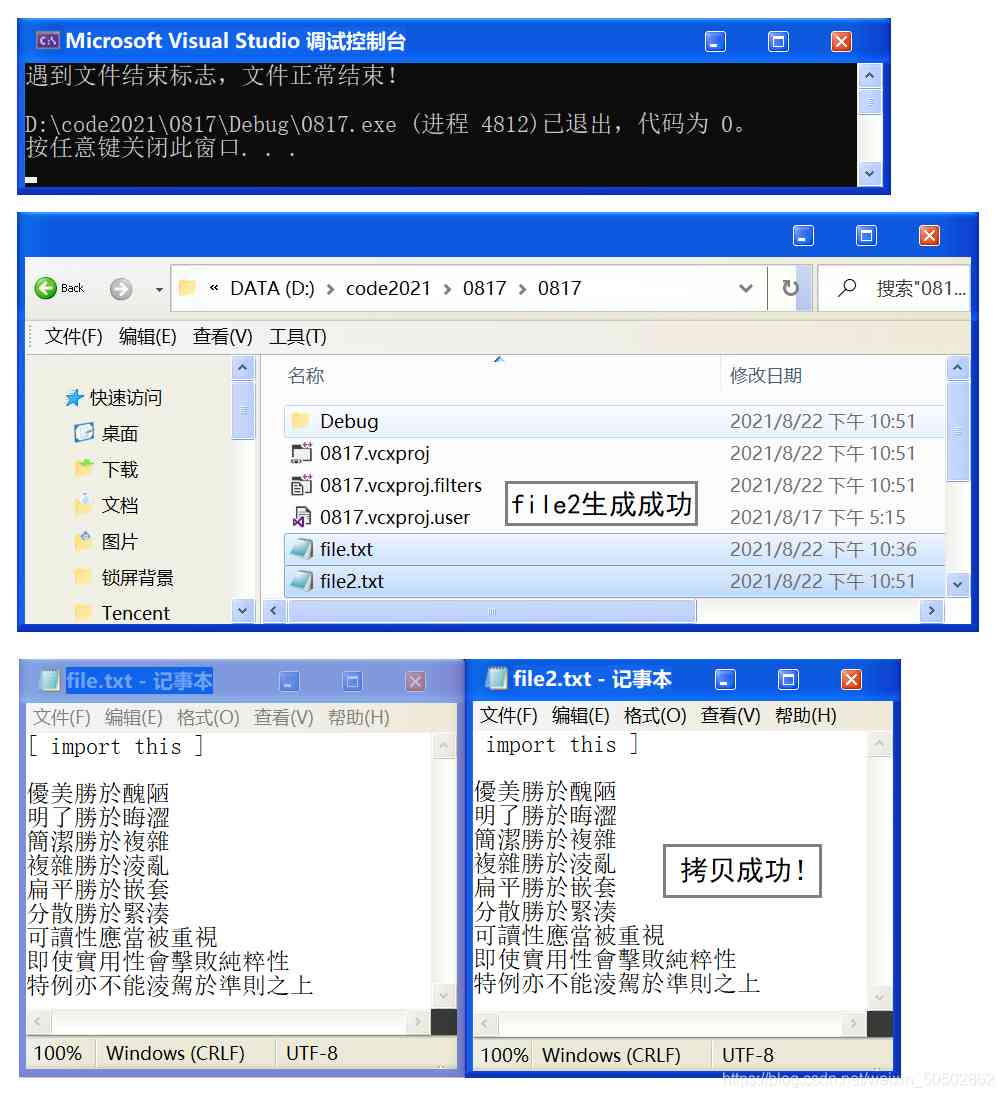 Microsoft Visual Studio 调试控制台
遇到文件结束标志，文件正常结束！
D:\code2021\0817\Debug\0817.exe (进程 4812)已退出，代码为 0。
按任意键关闭此窗口. . .
Back
« DATA (D:) › code2021 › 0817 › 0817
搜索"081...
文件(F) 编辑(E) 查看(V) 工具(T)
快速访问
桌面
下载
文档
图片
锁屏背景
Tencent
名称 修改日期
Debug 2021/8/22 下午 10:51
0817.vcxproj 2021/8/22 下午 10:51
0817.vcxproj.filters 2021/8/22 下午 10:51
0817.vcxproj.user 2021/8/17 下午 5:15
file.txt 2021/8/22 下午 10:36
file2.txt 2021/8/22 下午 10:51
file2生成成功
file.txt - 记事本
文件(F) 编辑(E) 格式(O) 查看(V) 帮助(H)
[ import this ]
優美勝於醜陋
明了勝於晦澀
簡潔勝於複雜
複雜勝於淩亂
扁平勝於嵌套
分散勝於緊湊
可讀性應當被重視
即使實用性會擊敗純粹性
特例亦不能淩駕於準則之上
100% Windows (CRLF) UTF-8
file2.txt - 记事本
文件(F) 编辑(E) 格式(O) 查看(V) 帮助(H)
import this ]
優美勝於醜陋
明了勝於晦澀
簡潔勝於複雜
複雜勝於淩亂
扁平勝於嵌套
分散勝於緊湊
可讀性應當被重視
即使實用性會擊敗純粹性
特例亦不能淩駕於準則之上
拷贝成功！
100% Windows (CRLF) UTF-8